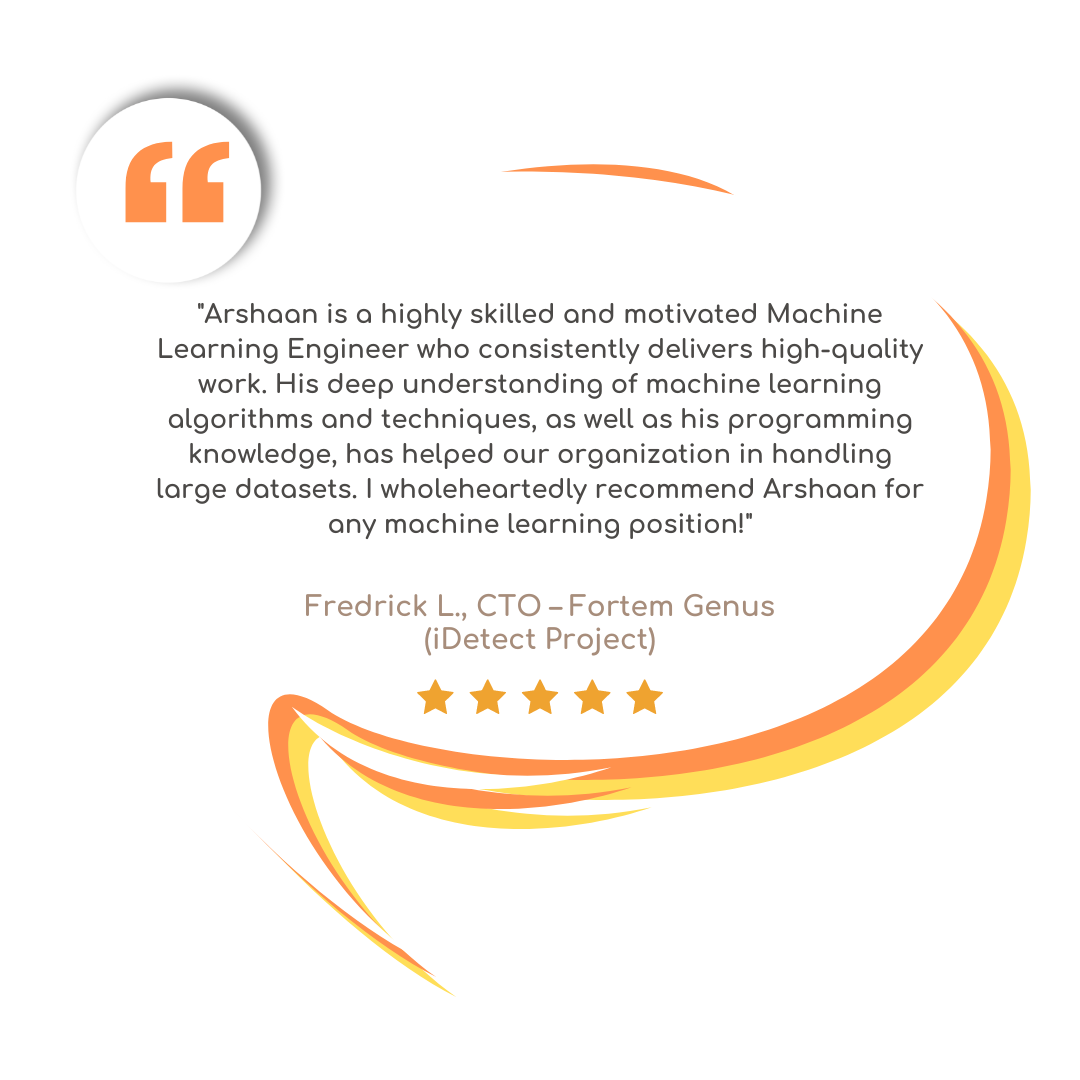 "Arshaan is a highly skilled and motivated Machine
Learning Engineer who consistently delivers high-quality
work. His deep understanding of machine learning
algorithms and techniques, as well as his programming
knowledge, has helped our organization in handling
large datasets. I wholeheartedly recommend Arshaan for
any machine learning position!"
Fredrick L., CTO – Fortem Genus
(iDetect Project)